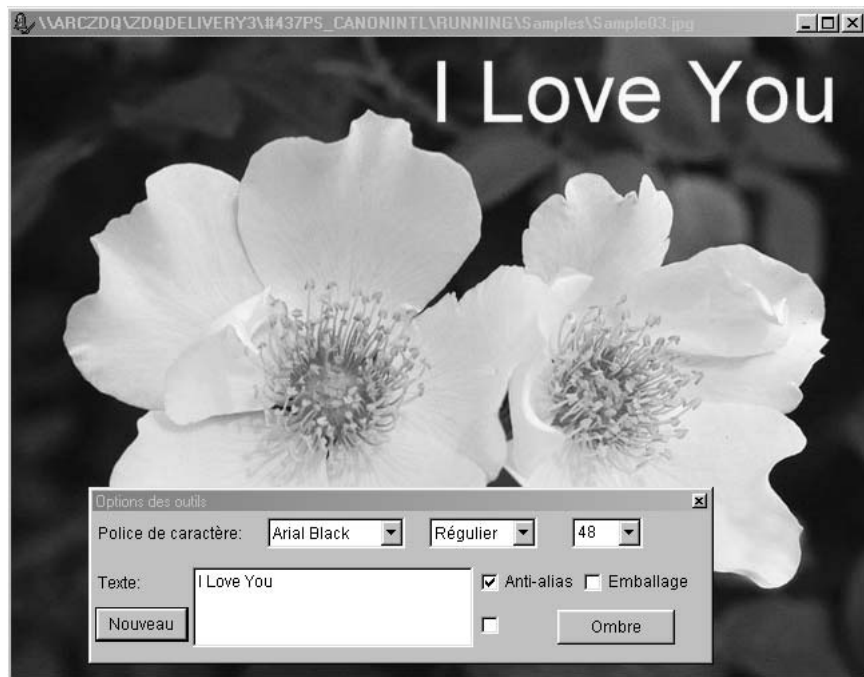 \\ARCZDQ\ZDQDELIVERY3\#437PS_CANONINTL\RUNNING\Samples\Sample03.jpg
I Love You
Options des outils
Police de caractère: Arial Black Régulier 48
Texte: I Love You Anti-alias Emballage
Nouveau Ombre